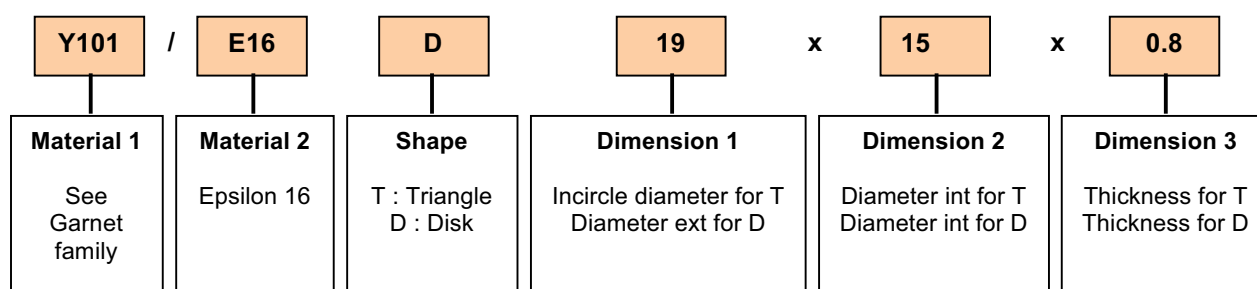 Y101 / E16 D 19 x 15 x 0.8
Material 1
See
Garnet
family
Material 2
Epsilon 16
Shape
T : Triangle
D : Disk
Dimension 1
Incircle diameter for T
Diameter ext for D
Dimension 2
Diameter int for T
Diameter int for D
Dimension 3
Thickness for T
Thickness for D